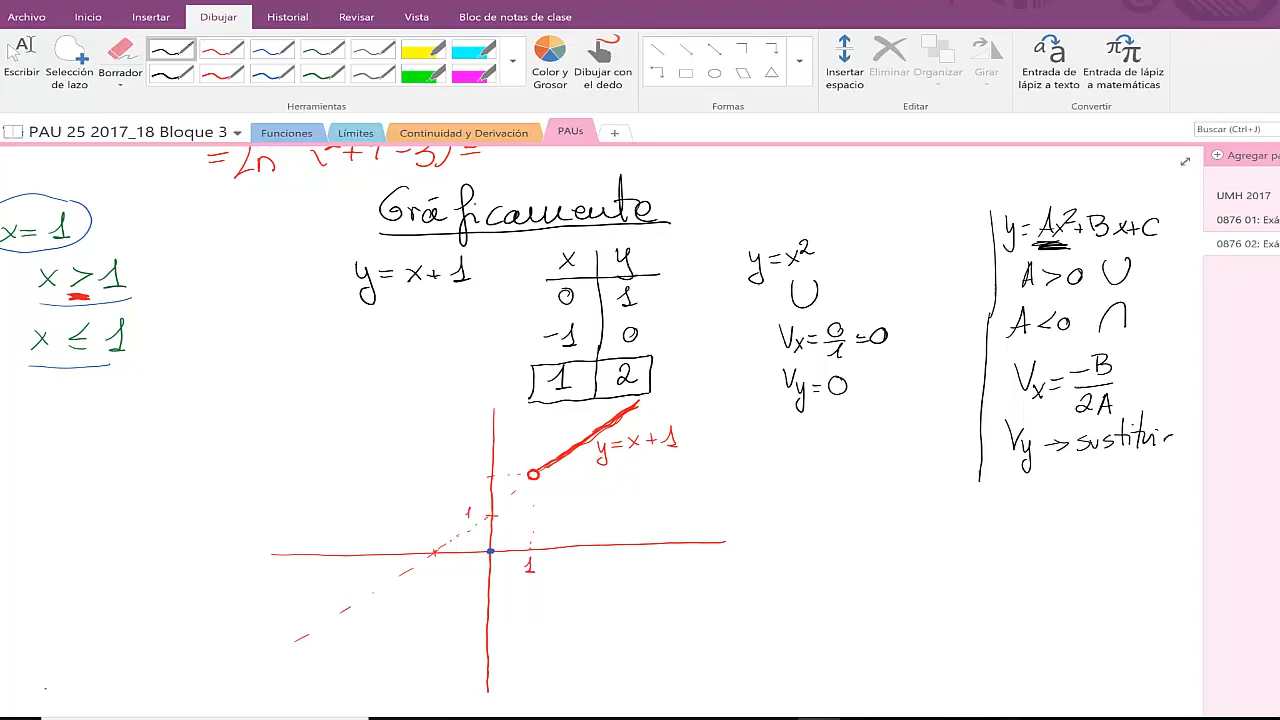 Archivo Inicio Insertar Dibujar Historial Revisar Vista Bloc de notas de clase
Escribir Selección de lazo Borrador Color y Grosor Dibujar con el dedo Insertar espacio Eliminar Organizar Girar Entrada de lápiz a texto Entrada de lápiz a matemáticas
Herramientas Formas Editar Convertir
PAU 25 2017_18 Bloque 3 Funciones Límites Continuidad y Derivación PAUs Buscar (Ctrl+J)
Agregar pá
UMH 2017
0876 01: Exá
0876 02: Exá
Gráficamente
x = 1
x > 1
x ≤ 1
y = x + 1
x y
0 1
-1 0
1 2
y = x²
Vx = 0/1 = 0
Vy = 0
y = Ax² + Bx + C
A > 0 ∪
A < 0 ∩
Vx = -B/2A
Vy → sustituir
y = x + 1
1
1